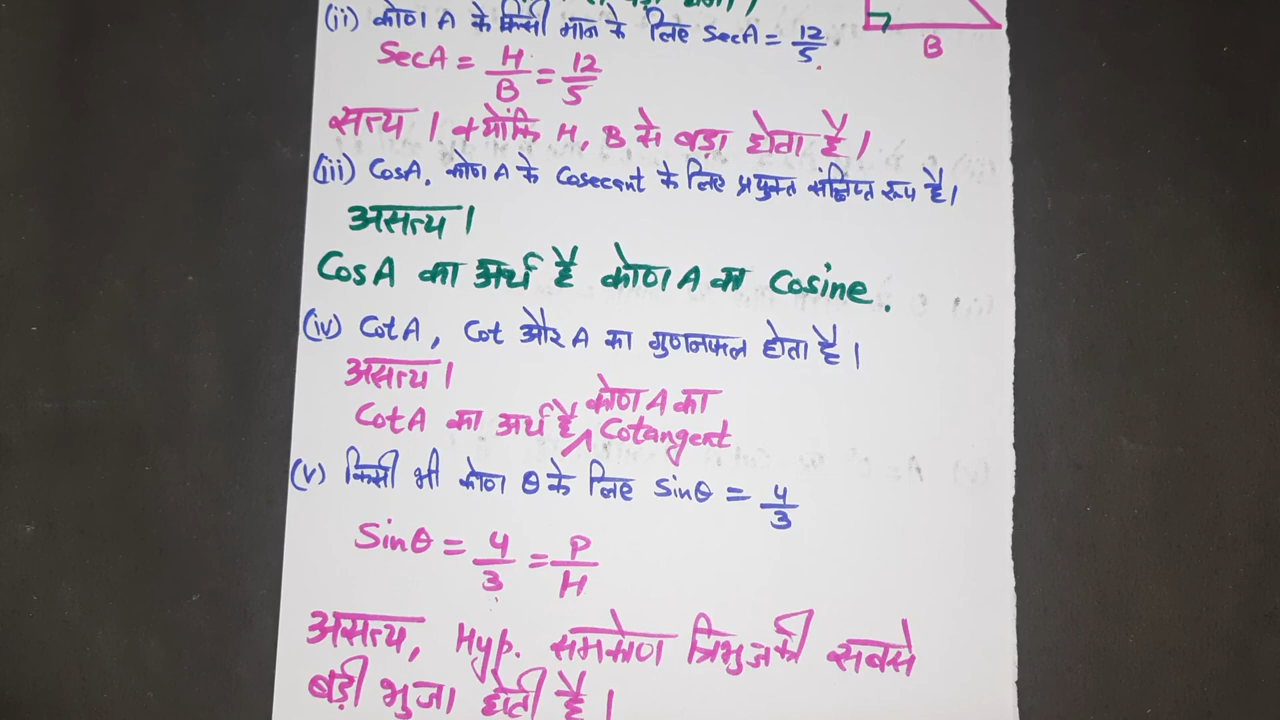 (ii) कोण A के किसी मान के लिए SecA = 12/5
B
SecA = H/B = 12/5
सत्य । क्योंकि H, B से बड़ा होता है।
(iii) CosA, कोण A के Cosecant के लिए प्रयुक्त संक्षिप्त रूप है।
असत्य ।
CosA का अर्थ है कोण A का Cosine.
(iv) CotA, Cot और A का गुणनफल होता है।
असत्य ।
कोण A का
CotA का अर्थ है Cotangent
(v) किसी भी कोण θ के लिए Sinθ = 4/3
Sinθ = 4/3 = P/H
असत्य, Hyp. समकोण त्रिभुज की सबसे
बड़ी भुजा होती है।